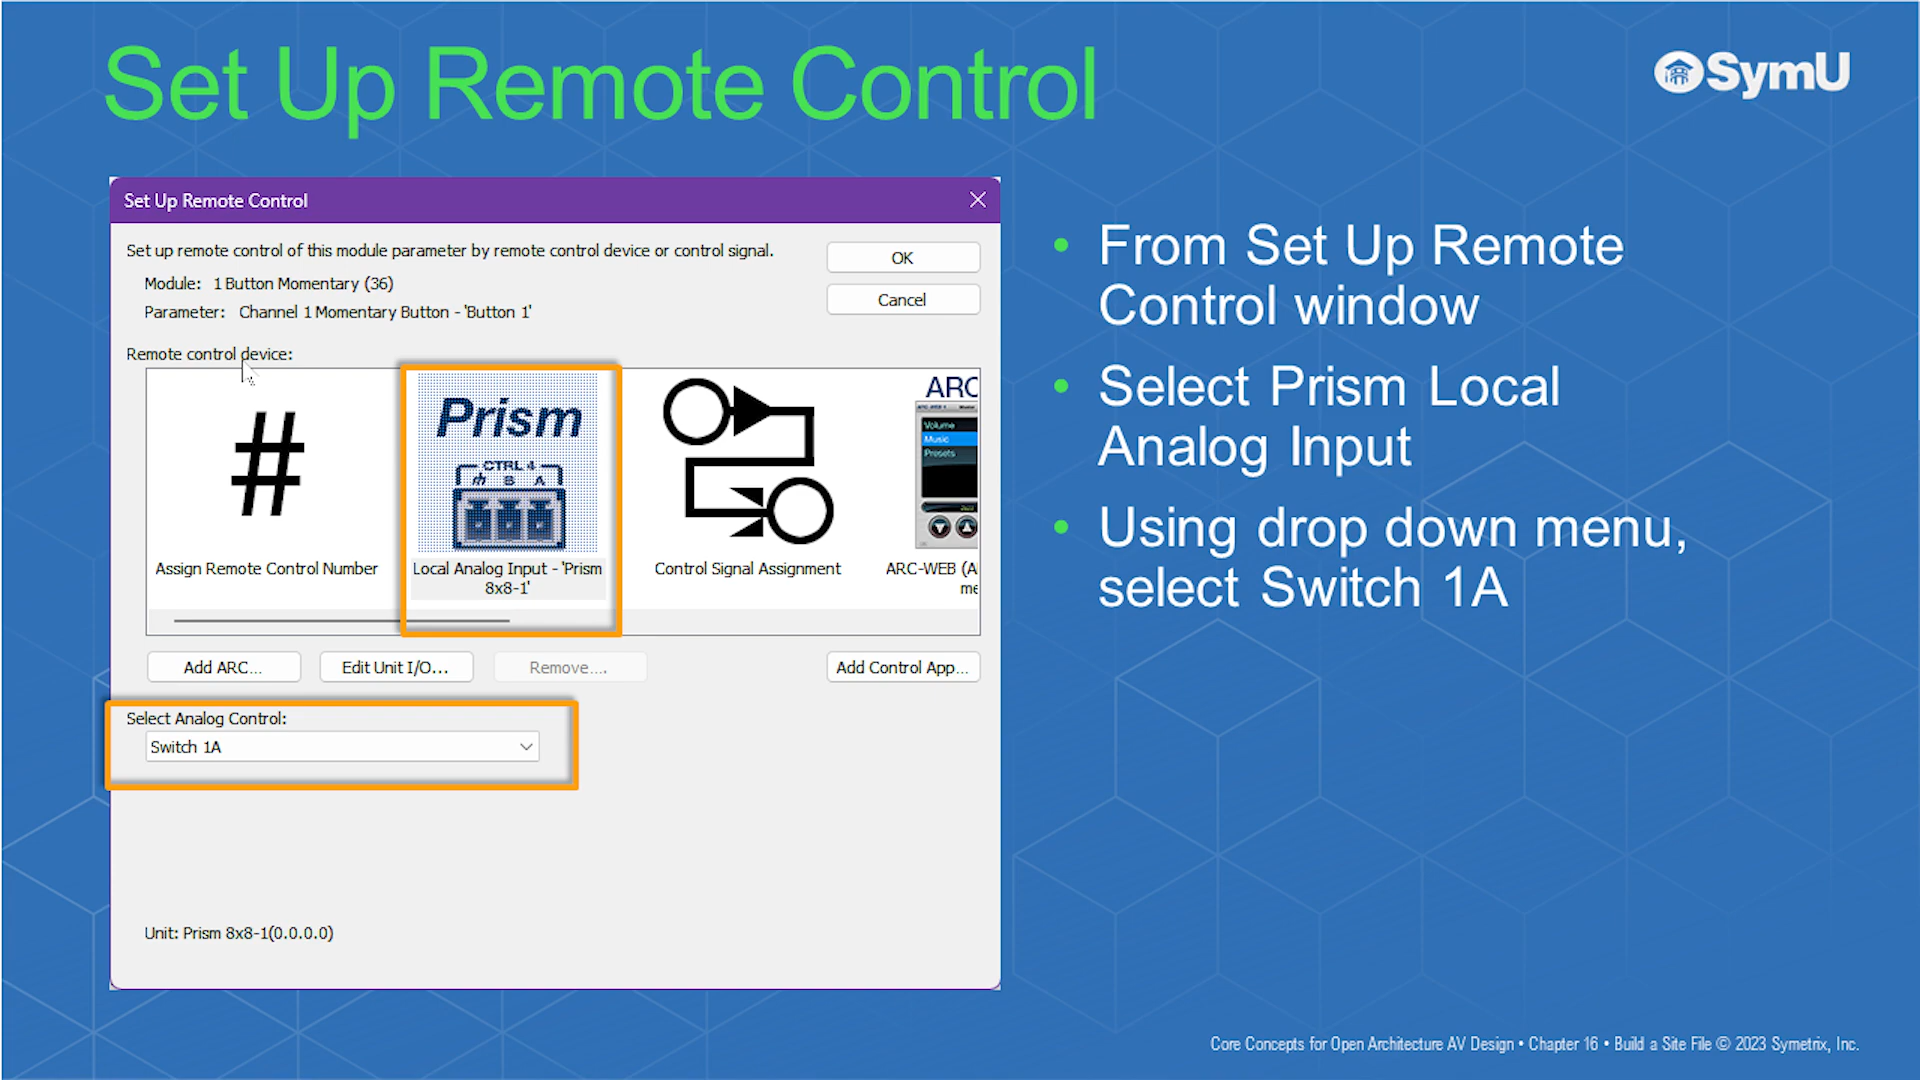 Set Up Remote Control
SymU
Set Up Remote Control
Set up remote control of this module parameter by remote control device or control signal.
OK
Module: 1 Button Momentary (36)
Cancel
Parameter: Channel 1 Momentary Button - 'Button 1'
Remote control device:
Prism
CTRL 4
B A
ARC
Volume
Music
Presets
#
Assign Remote Control Number
Local Analog Input - 'Prism
8x8-1'
Control Signal Assignment
ARC-WEB (A
me
Add ARC...
Edit Unit I/O...
Remove....
Add Control App...
Select Analog Control:
Switch 1A
Unit: Prism 8x8-1(0.0.0.0)
• From Set Up Remote
Control window
• Select Prism Local
Analog Input
• Using drop down menu,
select Switch 1A
Core Concepts for Open Architecture AV Design • Chapter 16 • Build a Site File © 2023 Symetrix, Inc.